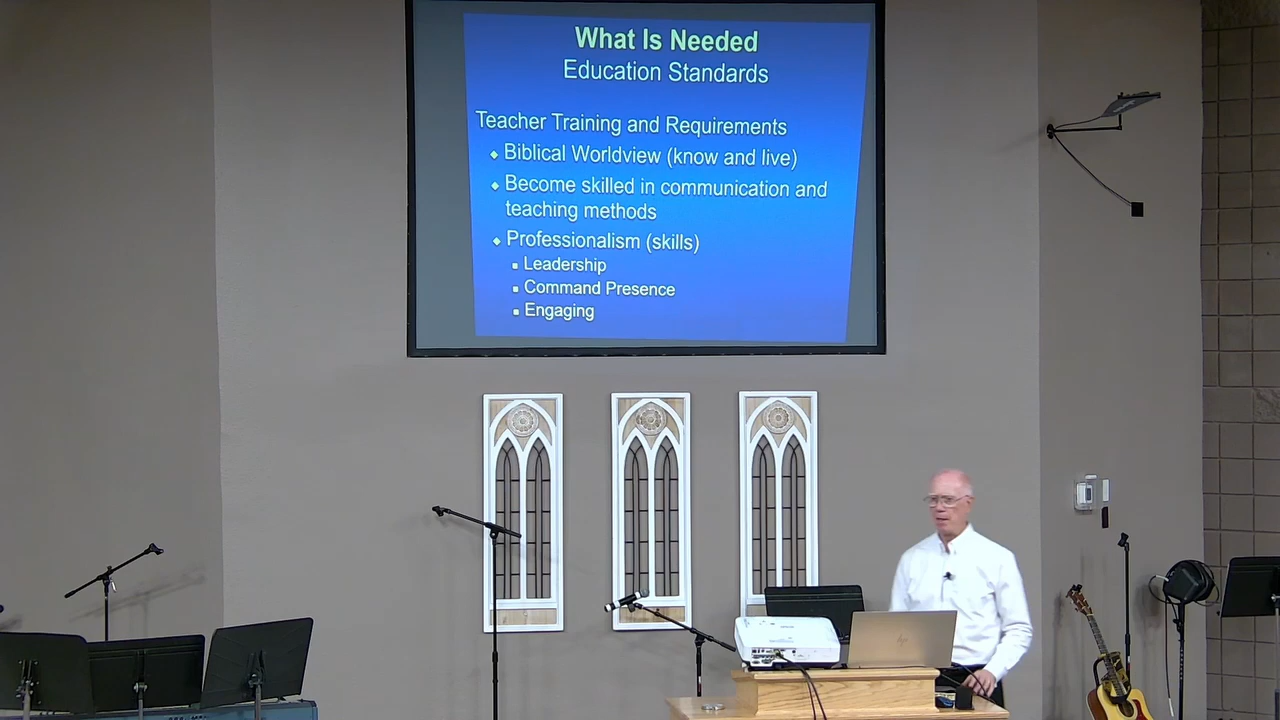 What Is Needed
Education Standards
Teacher Training and Requirements
Biblical Worldview (know and live)
Become skilled in communication and
teaching methods
Professionalism (skills)
Leadership
Command Presence
Engaging